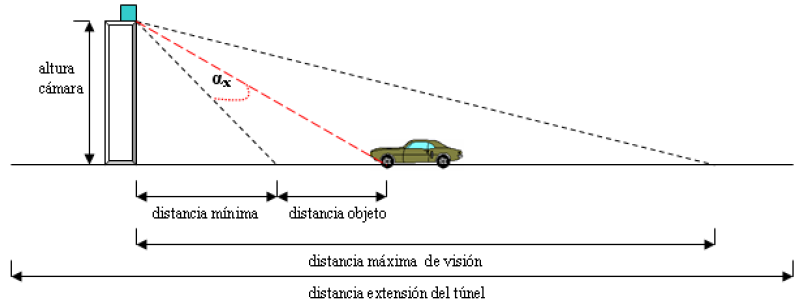 altura
cámara
αx
distancia mínima
distancia objeto
distancia máxima de visión
distancia extensión del túnel